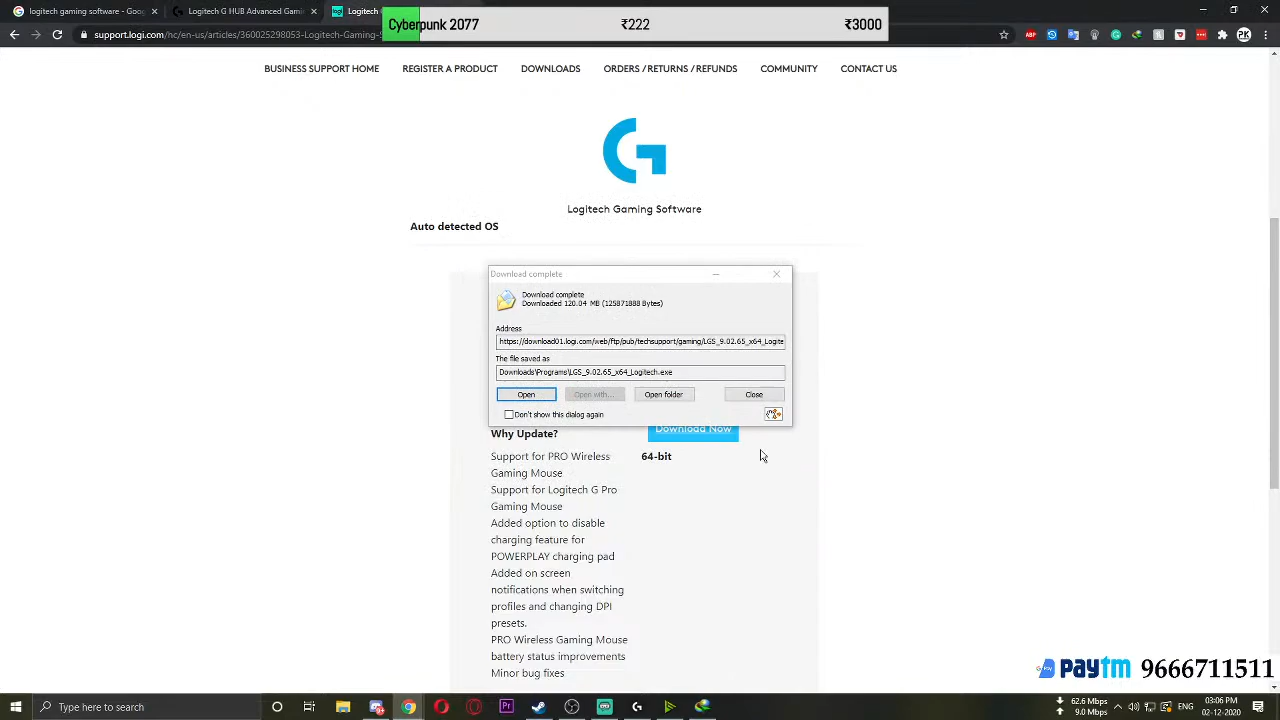 logitech gaming software - Goo
Logitech G HUB Advanced Gamin
Logitech
Cyberpunk 2077 ₹222 ₹3000
support.logi.com/hc/en-us/articles/360025298053-Logitech-Gaming-S
PK
BUSINESS SUPPORT HOME REGISTER A PRODUCT DOWNLOADS ORDERS / RETURNS / REFUNDS COMMUNITY CONTACT US
Logitech Gaming Software
Auto detected OS
Download complete
Download complete
Downloaded 120.04 MB (125871888 Bytes)
Address
https://download01.logi.com/web/ftp/pub/techsupport/gaming/LGS_9.02.65_x64_Logite
The file saved as
Downloads\Programs\LGS_9.02.65_x64_Logitech.exe
Open Open with... Open folder Close
Don't show this dialog again
Download Now
Why Update?
64-bit
Support for PRO Wireless
Gaming Mouse
Support for Logitech G Pro
Gaming Mouse
Added option to disable
charging feature for
POWERPLAY charging pad
Added on screen
notifications when switching
profiles and changing DPI
presets.
PRO Wireless Gaming Mouse
battery status improvements
Minor bug fixes
paytm 9666711511
Type here to search
62.6 Mbps
9.0 Mbps
03:06 PM
02-12-2020